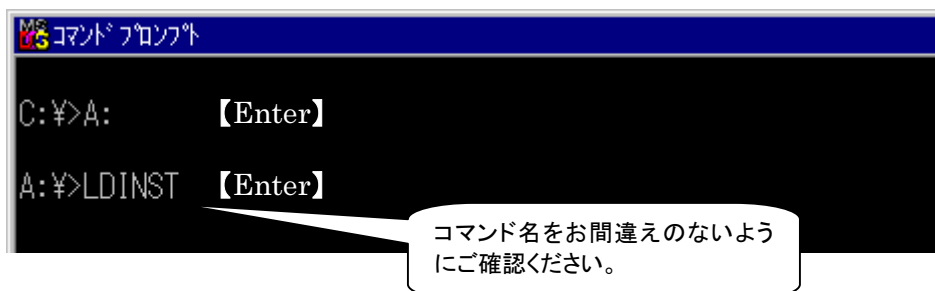 MS DOS コマンド プロンプト
C:¥>A: 【Enter】
A:¥>LDINST 【Enter】
コマンド名をお間違えのないよう
にご確認ください。